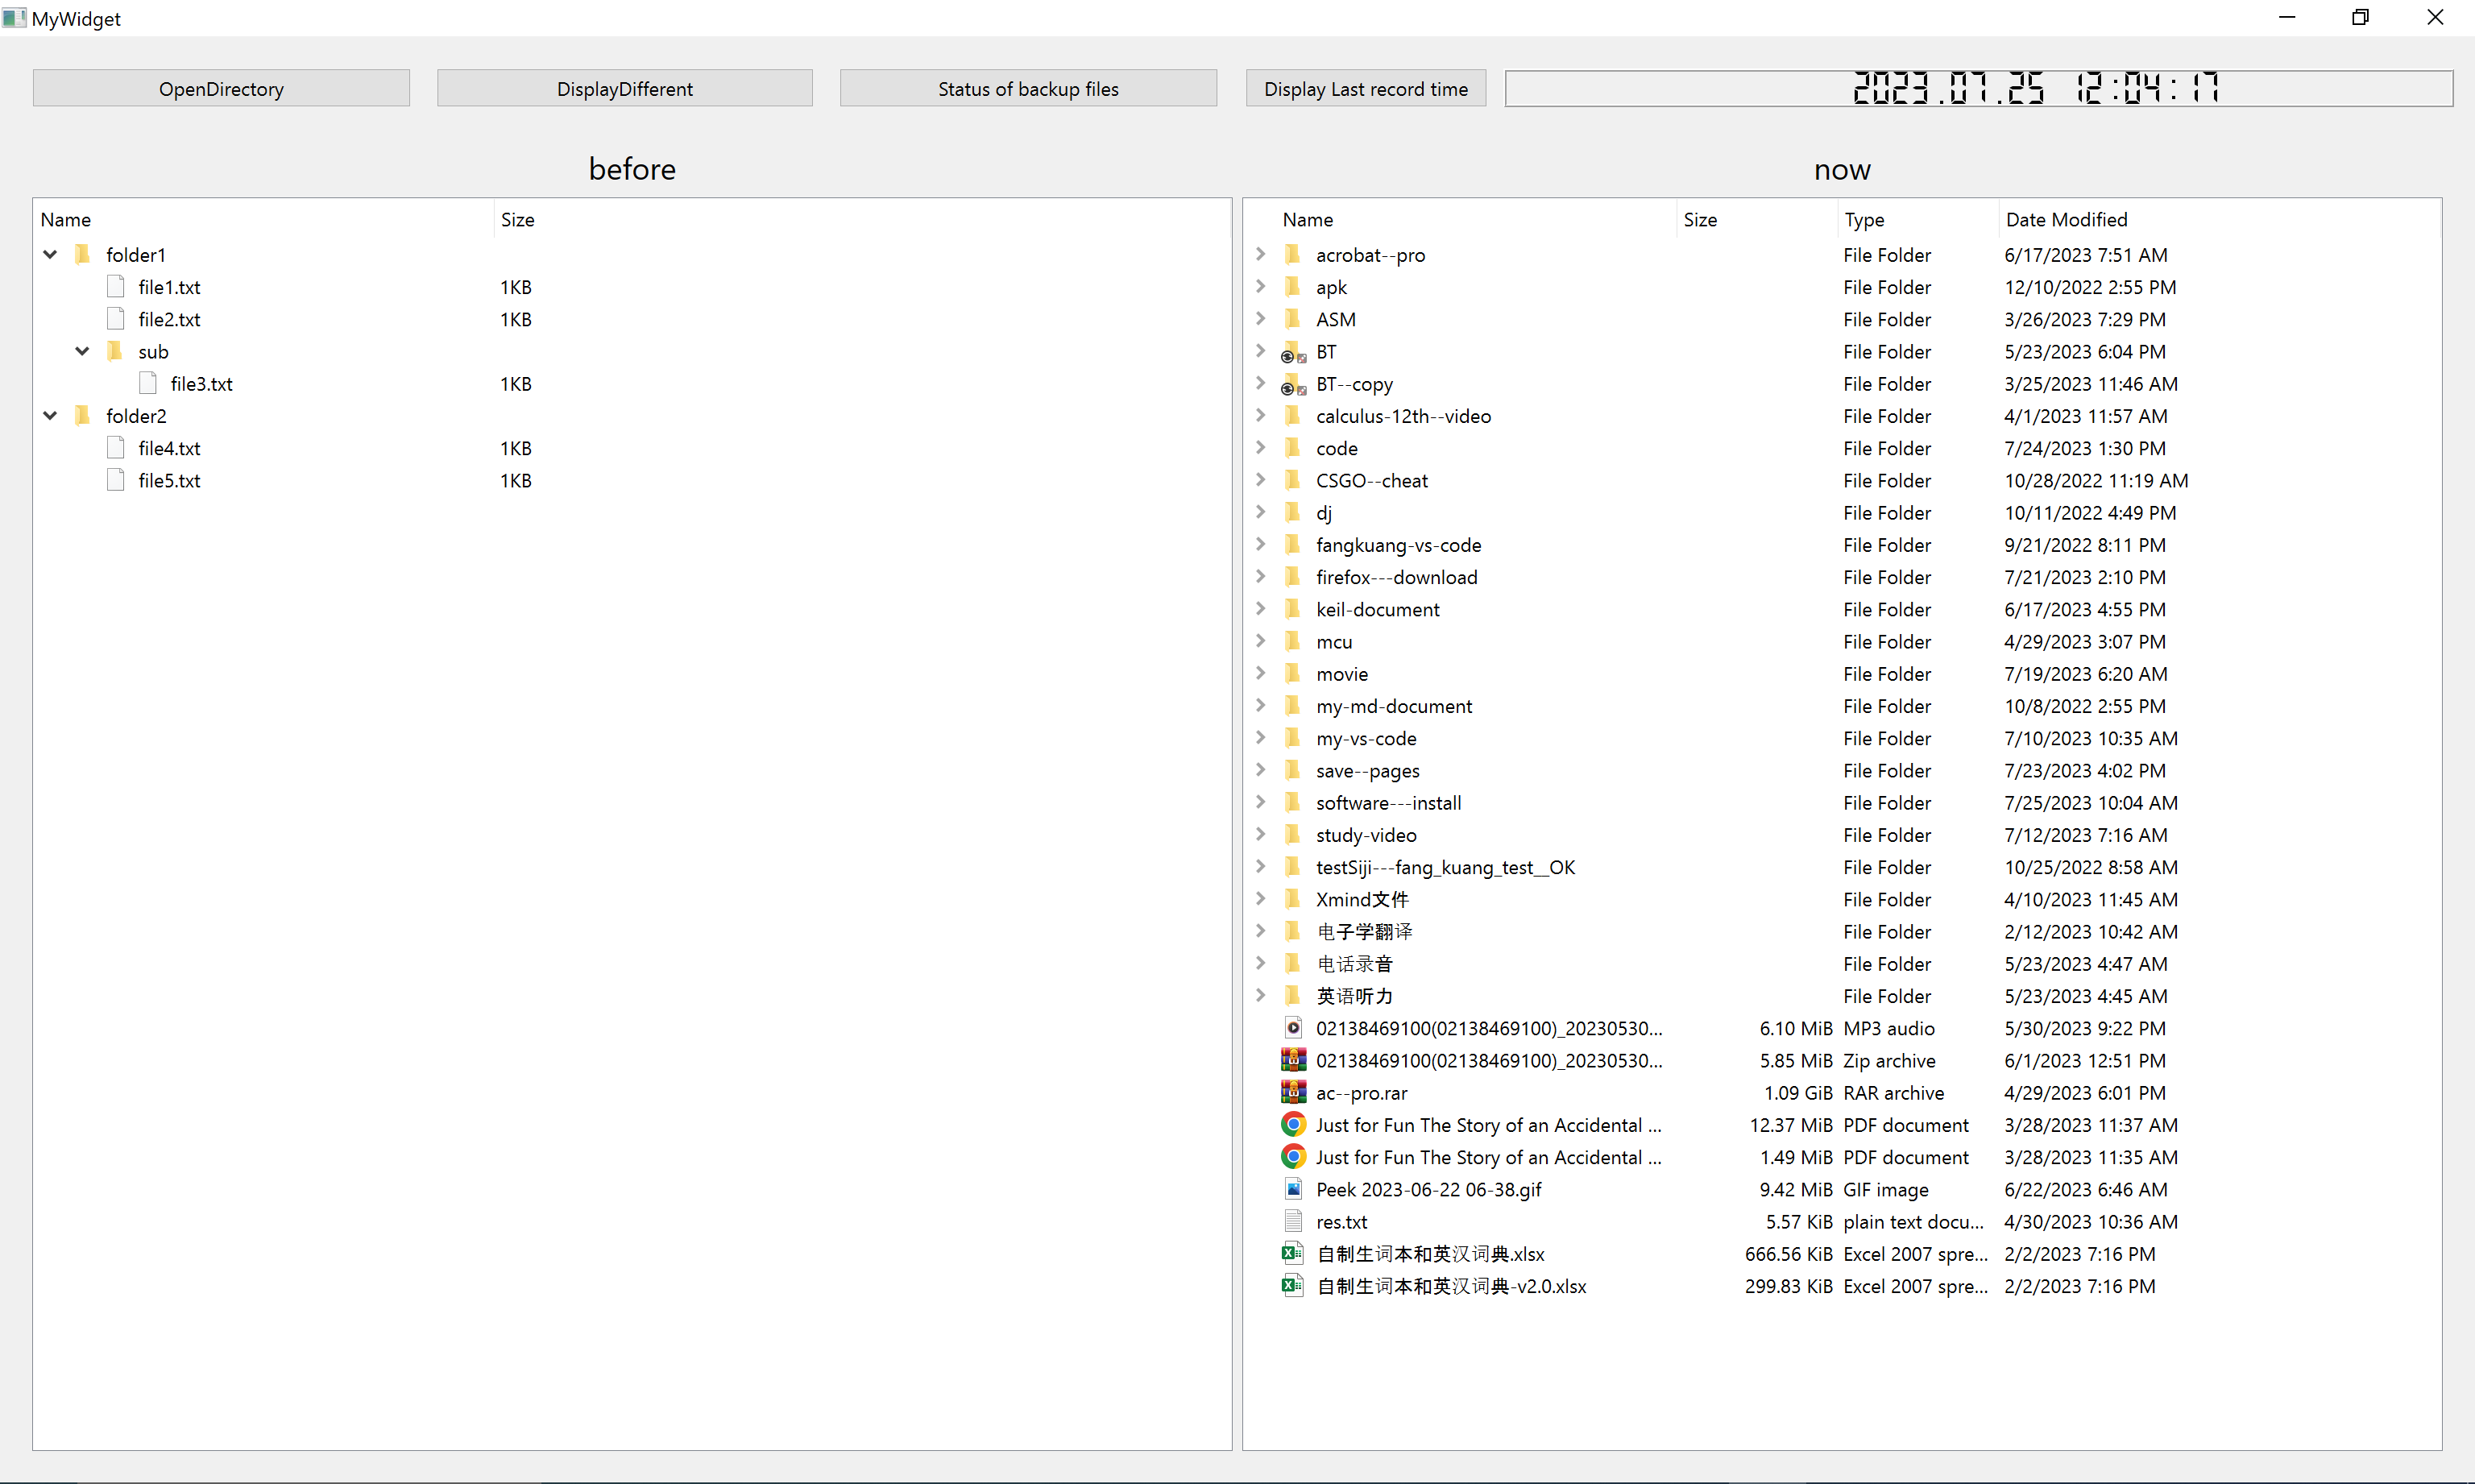 MyWidget
OpenDirectory DisplayDifferent Status of backup files Display Last record time 2023.07.25 12:04:17
before now
Name Size
folder1
file1.txt 1KB
file2.txt 1KB
sub
file3.txt 1KB
folder2
file4.txt 1KB
file5.txt 1KB
Name Size Type Date Modified
acrobat--pro File Folder 6/17/2023 7:51 AM
apk File Folder 12/10/2022 2:55 PM
ASM File Folder 3/26/2023 7:29 PM
BT File Folder 5/23/2023 6:04 PM
BT--copy File Folder 3/25/2023 11:46 AM
calculus-12th--video File Folder 4/1/2023 11:57 AM
code File Folder 7/24/2023 1:30 PM
CSGO--cheat File Folder 10/28/2022 11:19 AM
dj File Folder 10/11/2022 4:49 PM
fangkuang-vs-code File Folder 9/21/2022 8:11 PM
firefox---download File Folder 7/21/2023 2:10 PM
keil-document File Folder 6/17/2023 4:55 PM
mcu File Folder 4/29/2023 3:07 PM
movie File Folder 7/19/2023 6:20 AM
my-md-document File Folder 10/8/2022 2:55 PM
my-vs-code File Folder 7/10/2023 10:35 AM
save--pages File Folder 7/23/2023 4:02 PM
software---install File Folder 7/25/2023 10:04 AM
study-video File Folder 7/12/2023 7:16 AM
testSiji---fang_kuang_test__OK File Folder 10/25/2022 8:58 AM
Xmind文件 File Folder 4/10/2023 11:45 AM
电子学翻译 File Folder 2/12/2023 10:42 AM
电话录音 File Folder 5/23/2023 4:47 AM
英语听力 File Folder 5/23/2023 4:45 AM
02138469100(02138469100)_20230530... 6.10 MiB MP3 audio 5/30/2023 9:22 PM
02138469100(02138469100)_20230530... 5.85 MiB Zip archive 6/1/2023 12:51 PM
ac--pro.rar 1.09 GiB RAR archive 4/29/2023 6:01 PM
Just for Fun The Story of an Accidental ... 12.37 MiB PDF document 3/28/2023 11:37 AM
Just for Fun The Story of an Accidental ... 1.49 MiB PDF document 3/28/2023 11:35 AM
Peek 2023-06-22 06-38.gif 9.42 MiB GIF image 6/22/2023 6:46 AM
res.txt 5.57 KiB plain text docu... 4/30/2023 10:36 AM
自制生词本和英汉词典.xlsx 666.56 KiB Excel 2007 spre... 2/2/2023 7:16 PM
自制生词本和英汉词典-v2.0.xlsx 299.83 KiB Excel 2007 spre... 2/2/2023 7:16 PM